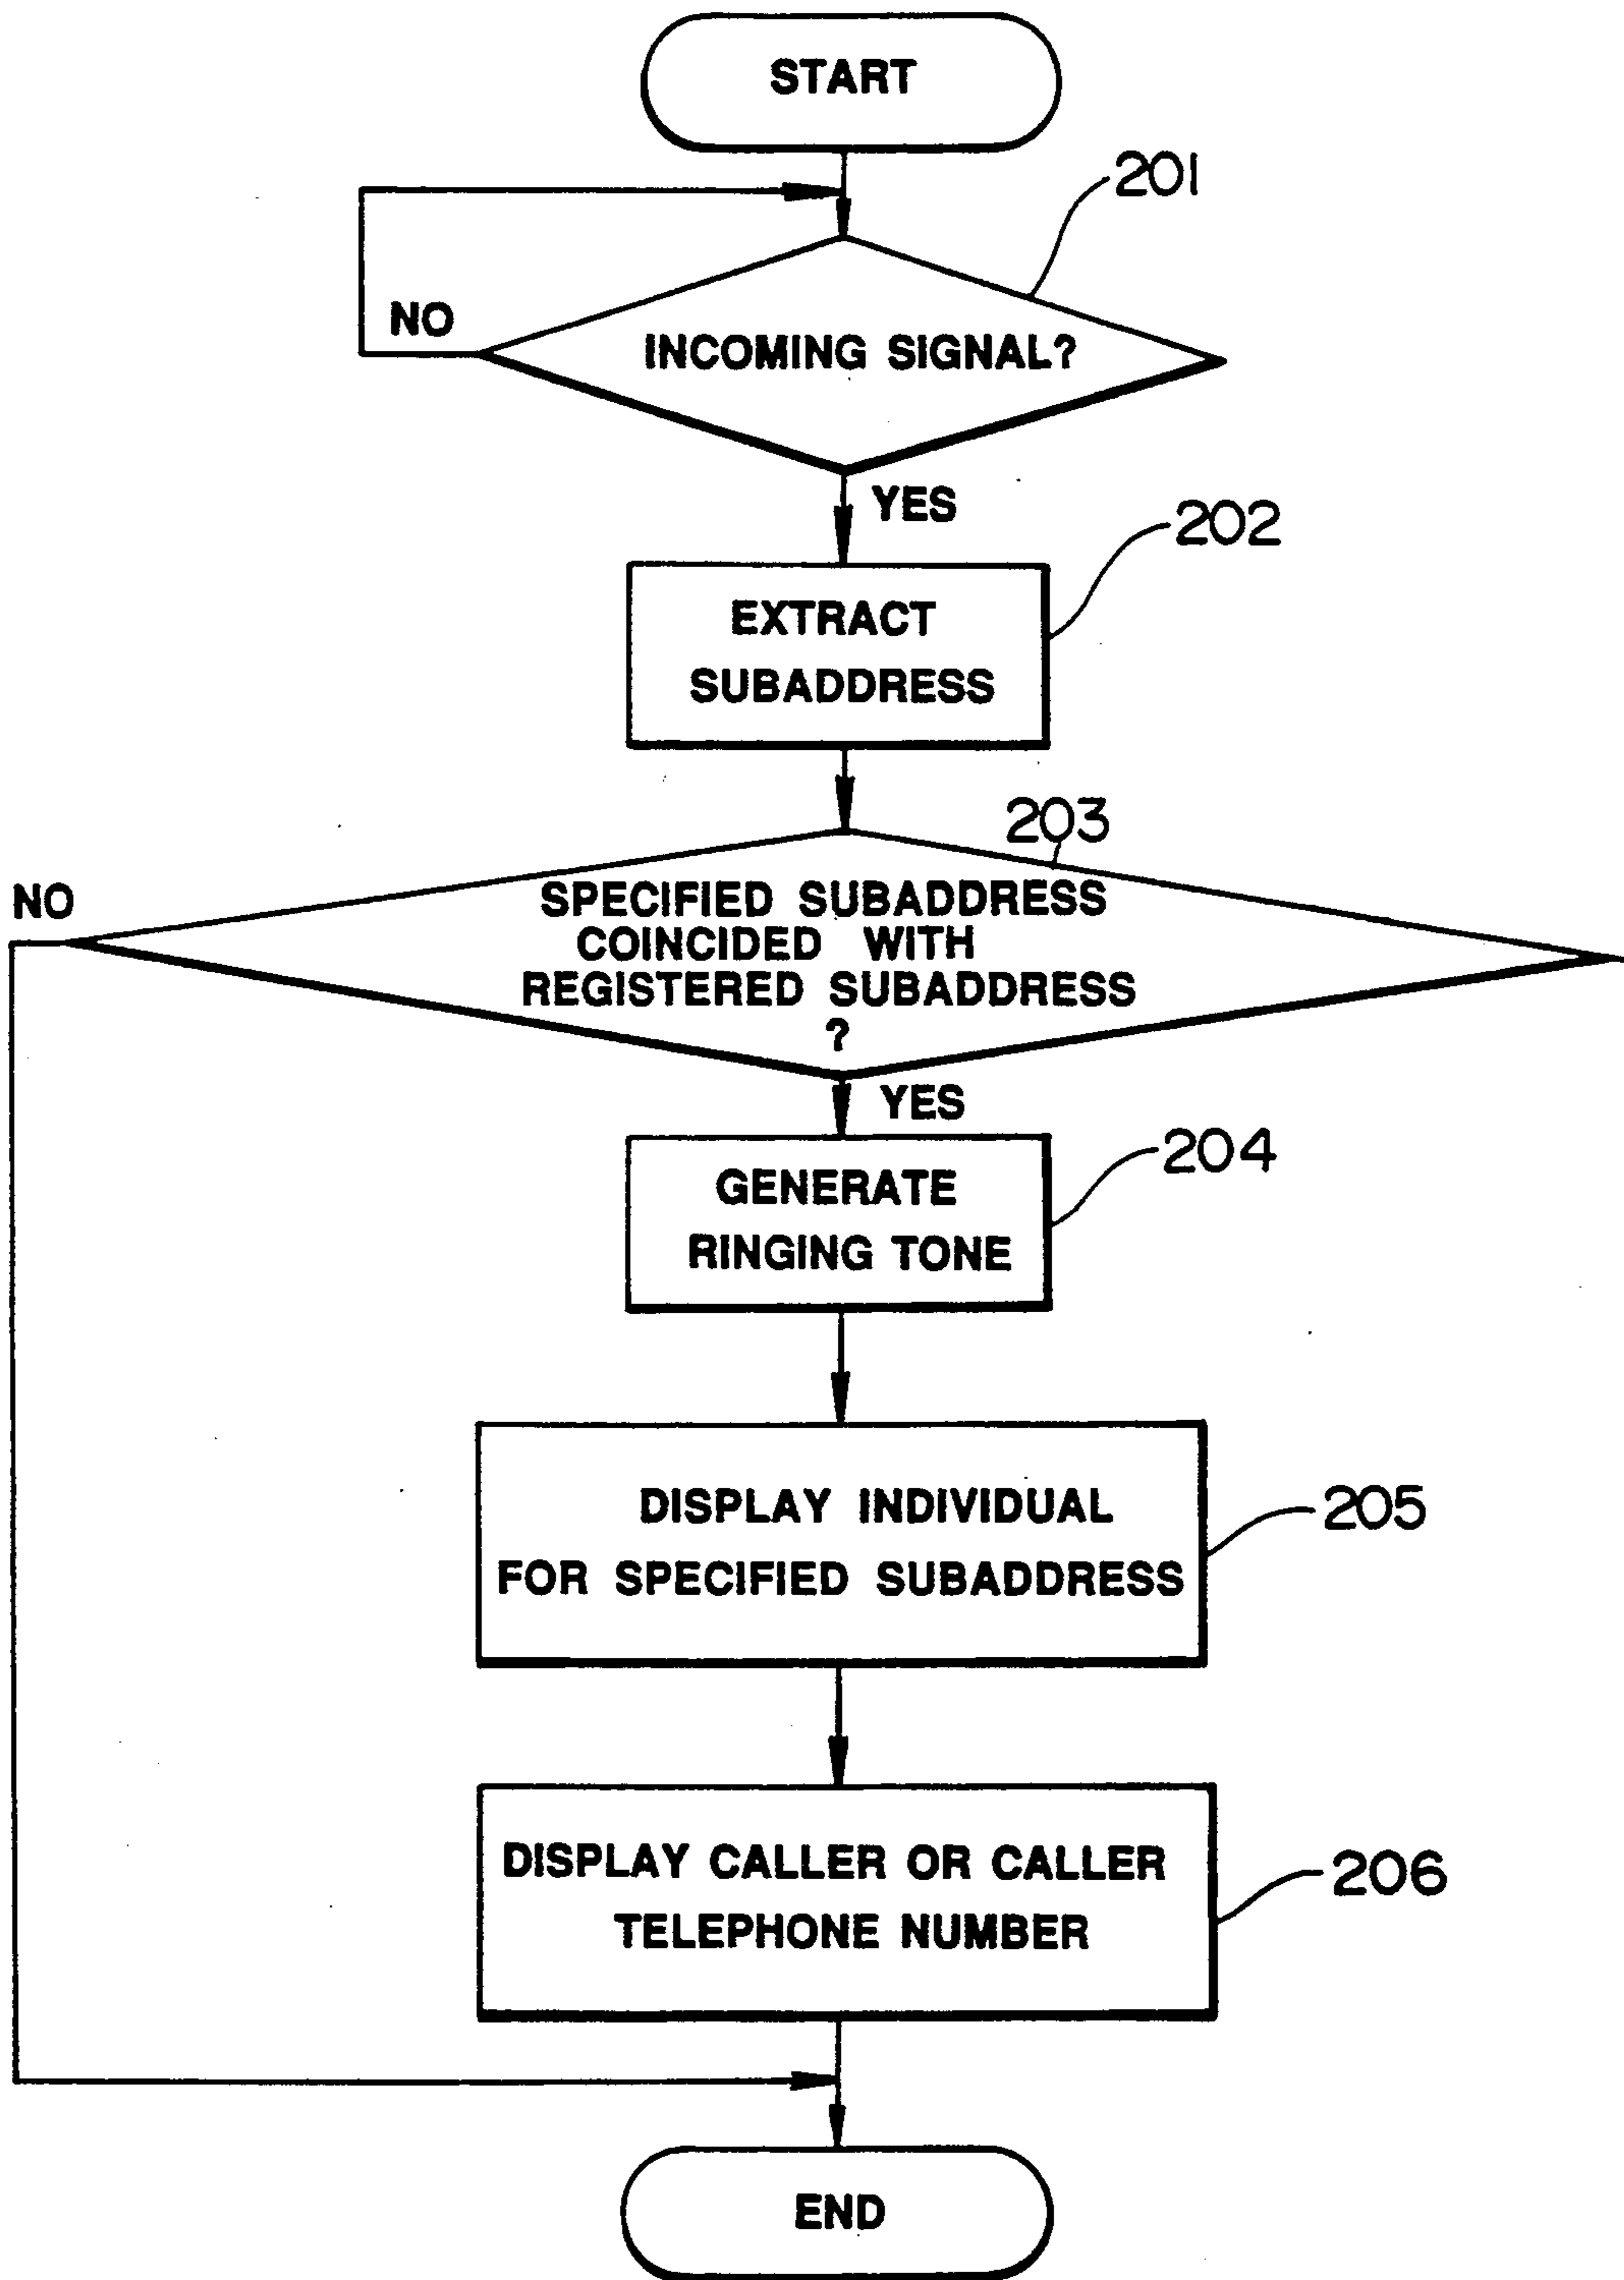 START
201
NO
INCOMING SIGNAL?
YES
202
EXTRACT
SUBADDRESS
203
NO
SPECIFIED SUBADDRESS
COINCIDED WITH
REGISTERED SUBADDRESS
?
YES
204
GENERATE
RINGING TONE
205
DISPLAY INDIVIDUAL
FOR SPECIFIED SUBADDRESS
206
DISPLAY CALLER OR CALLER
TELEPHONE NUMBER
END